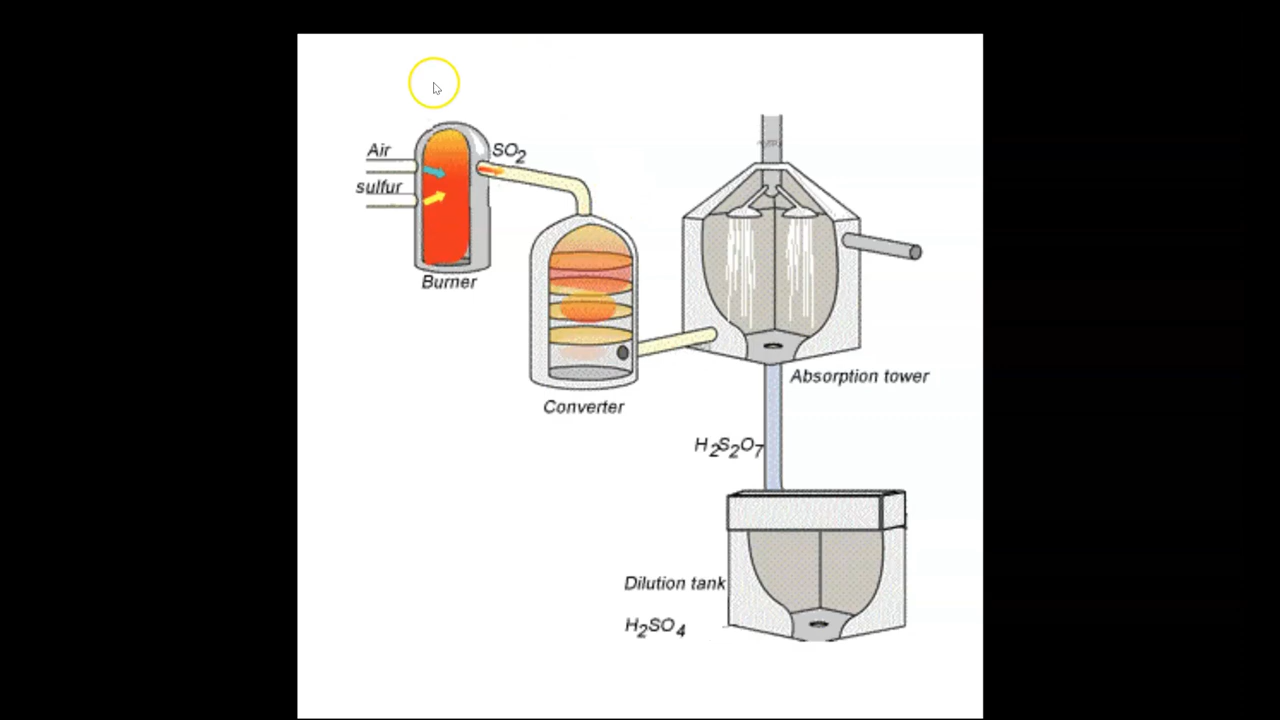 Air
SO2
sulfur
Burner
Absorption tower
Converter
H2S2O7
Dilution tank
H2SO4